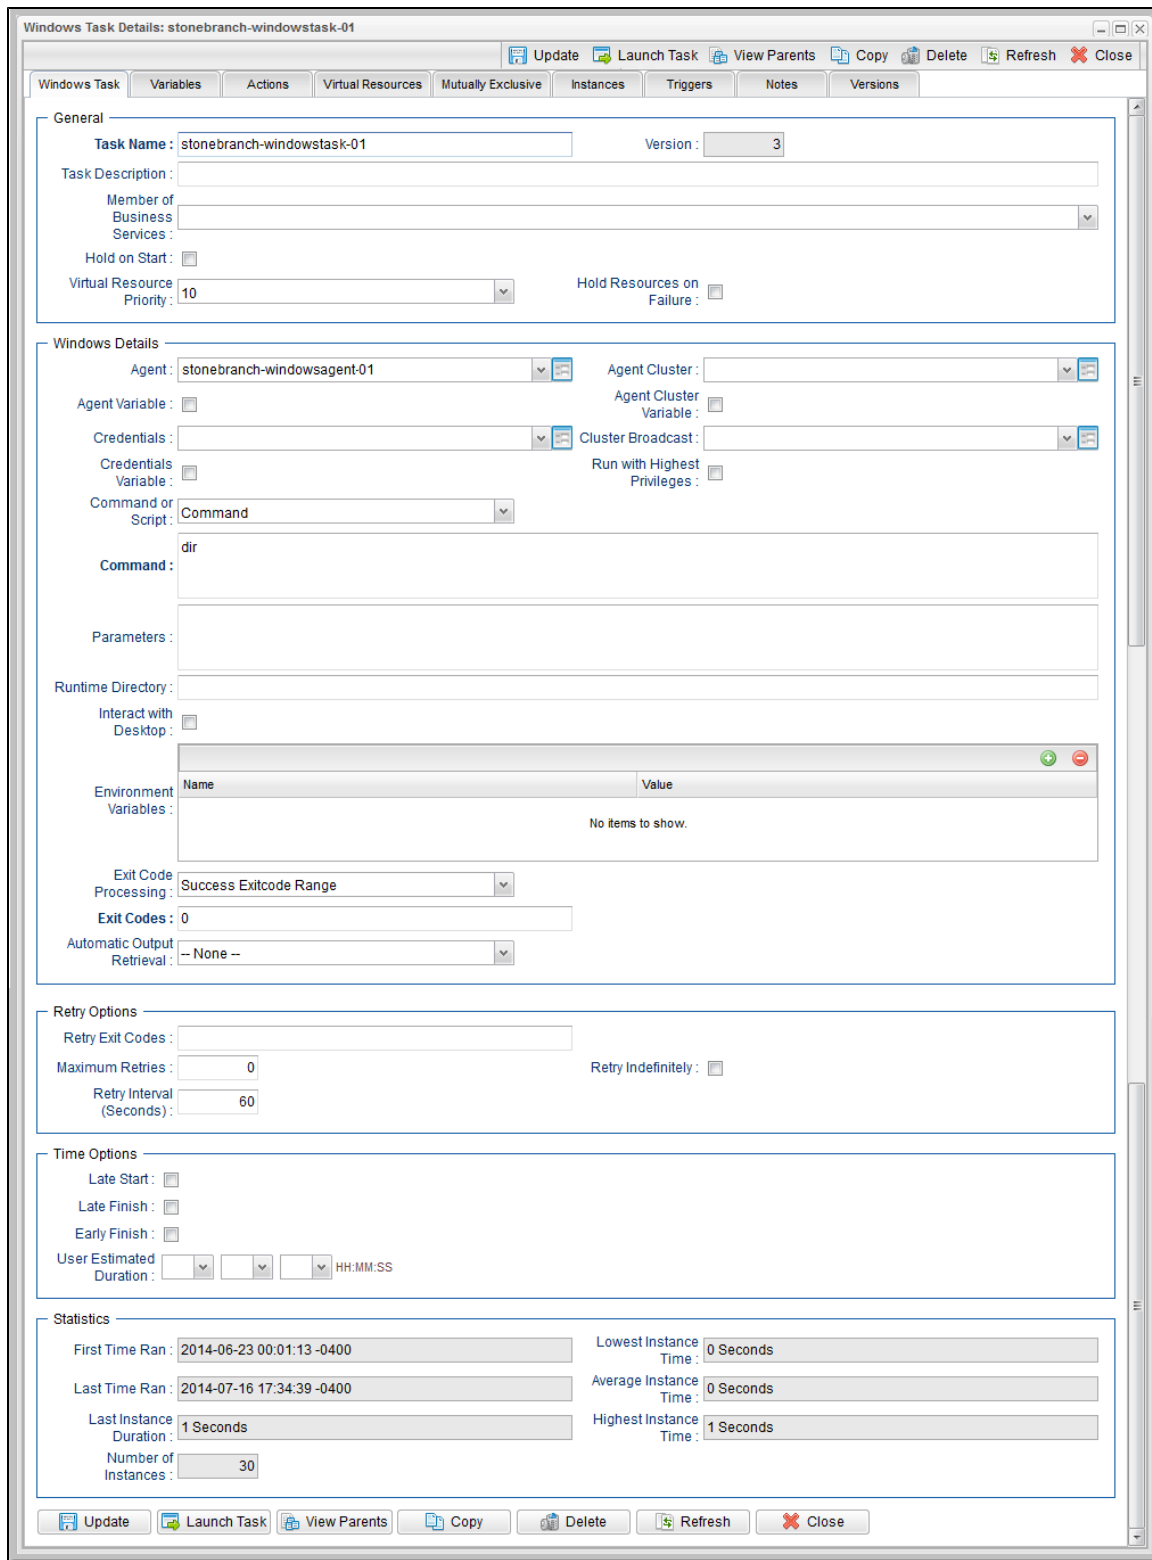 Windows Task Details: stonebranch-windowstask-01
Update Launch Task View Parents Copy Delete Refresh Close
Windows Task Variables Actions Virtual Resources Mutually Exclusive Instances Triggers Notes Versions
General
Task Name : stonebranch-windowstask-01 Version : 3
Task Description :
Member of
Business
Services :
Hold on Start :
Virtual Resource
Priority : 10
Hold Resources on
Failure :
Windows Details
Agent : stonebranch-windowsagent-01 Agent Cluster :
Agent Variable :
Agent Cluster
Variable :
Credentials : Cluster Broadcast :
Credentials
Variable :
Run with Highest
Privileges :
Command or
Script : Command
Command : dir
Parameters :
Runtime Directory :
Interact with
Desktop :
Environment
Variables :
Name Value
No items to show.
Exit Code
Processing : Success Exitcode Range
Exit Codes : 0
Automatic Output
Retrieval : -- None --
Retry Options
Retry Exit Codes :
Maximum Retries : 0 Retry Indefinitely :
Retry Interval
(Seconds) : 60
Time Options
Late Start :
Late Finish :
Early Finish :
User Estimated
Duration : HH:MM:SS
Statistics
First Time Ran : 2014-06-23 00:01:13 -0400
Lowest Instance
Time : 0 Seconds
Last Time Ran : 2014-07-16 17:34:39 -0400
Average Instance
Time : 0 Seconds
Last Instance
Duration : 1 Seconds
Highest Instance
Time : 1 Seconds
Number of
Instances : 30
Update Launch Task View Parents Copy Delete Refresh Close